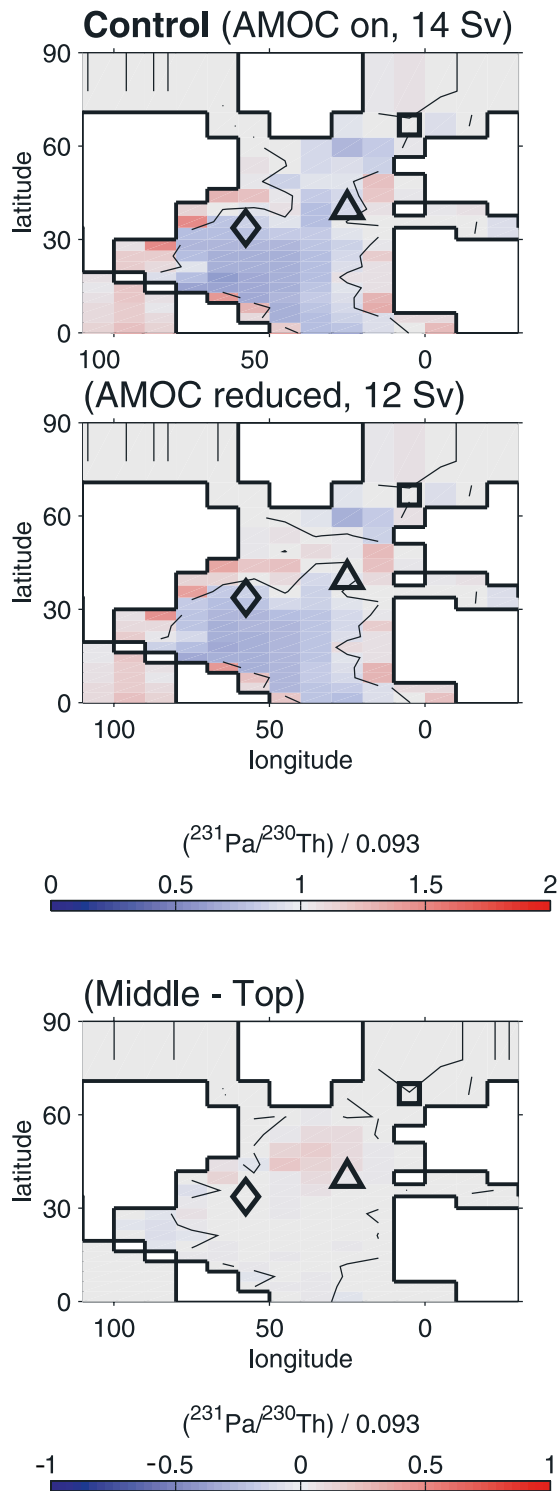 Control (AMOC on, 14 Sv)
90
60
30
0
latitude
100 50 0
(AMOC reduced, 12 Sv)
90
60
30
0
latitude
100 50 0
longitude
(²³¹Pa/²³⁰Th) / 0.093
0 0.5 1 1.5 2
(Middle - Top)
90
60
30
0
latitude
100 50 0
longitude
(²³¹Pa/²³⁰Th) / 0.093
-1 -0.5 0 0.5 1